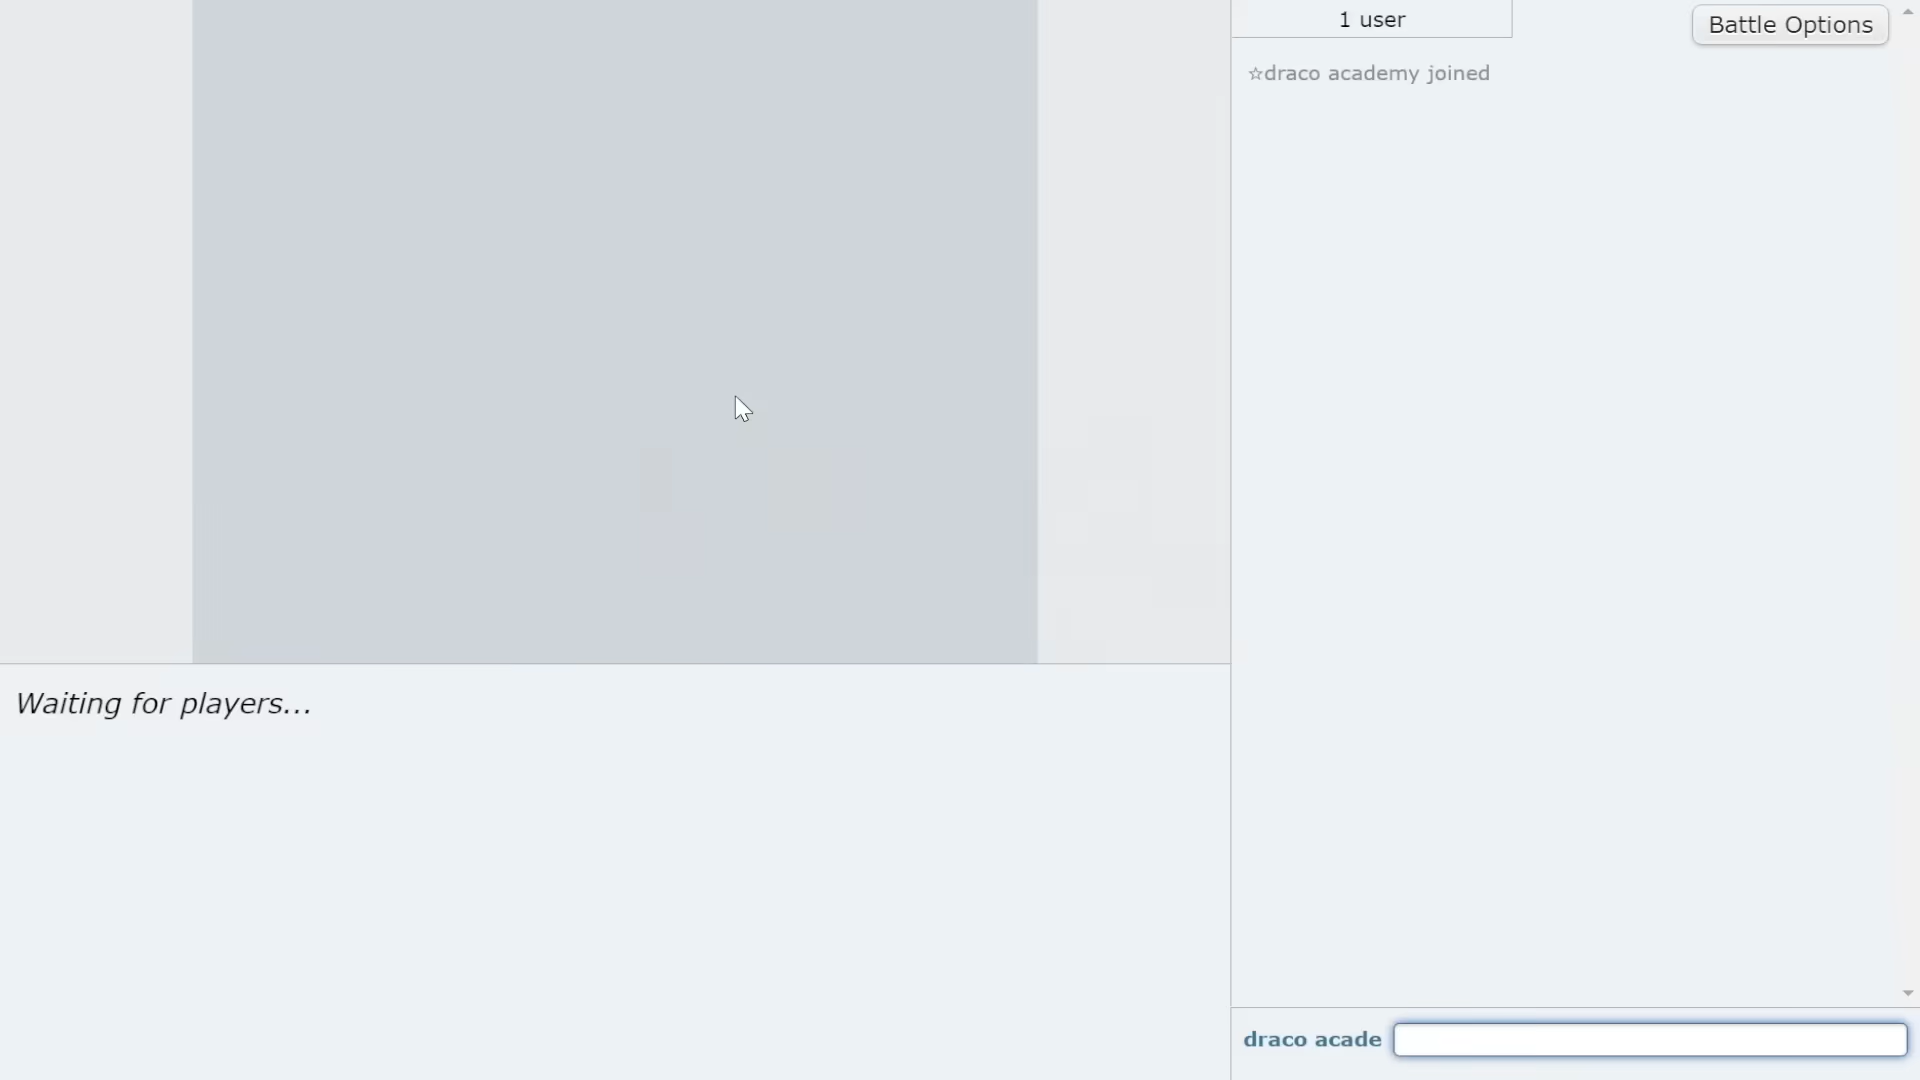 1 user
Battle Options
☆draco academy joined
Waiting for players...
draco acade